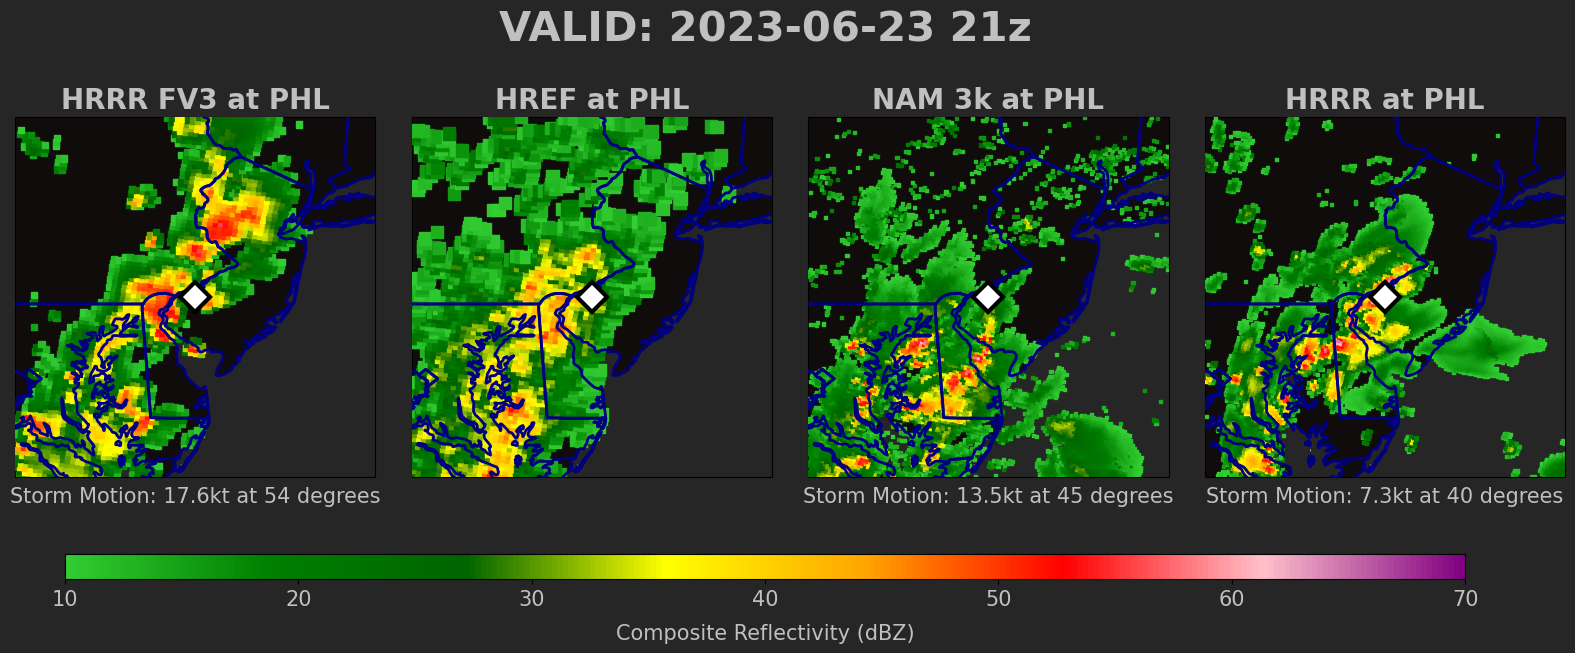 VALID: 2023-06-23 21z
HRRR FV3 at PHL
HREF at PHL
NAM 3k at PHL
HRRR at PHL
Storm Motion: 17.6kt at 54 degrees
Storm Motion: 13.5kt at 45 degrees
Storm Motion: 7.3kt at 40 degrees
10 20 30 40 50 60 70
Composite Reflectivity (dBZ)